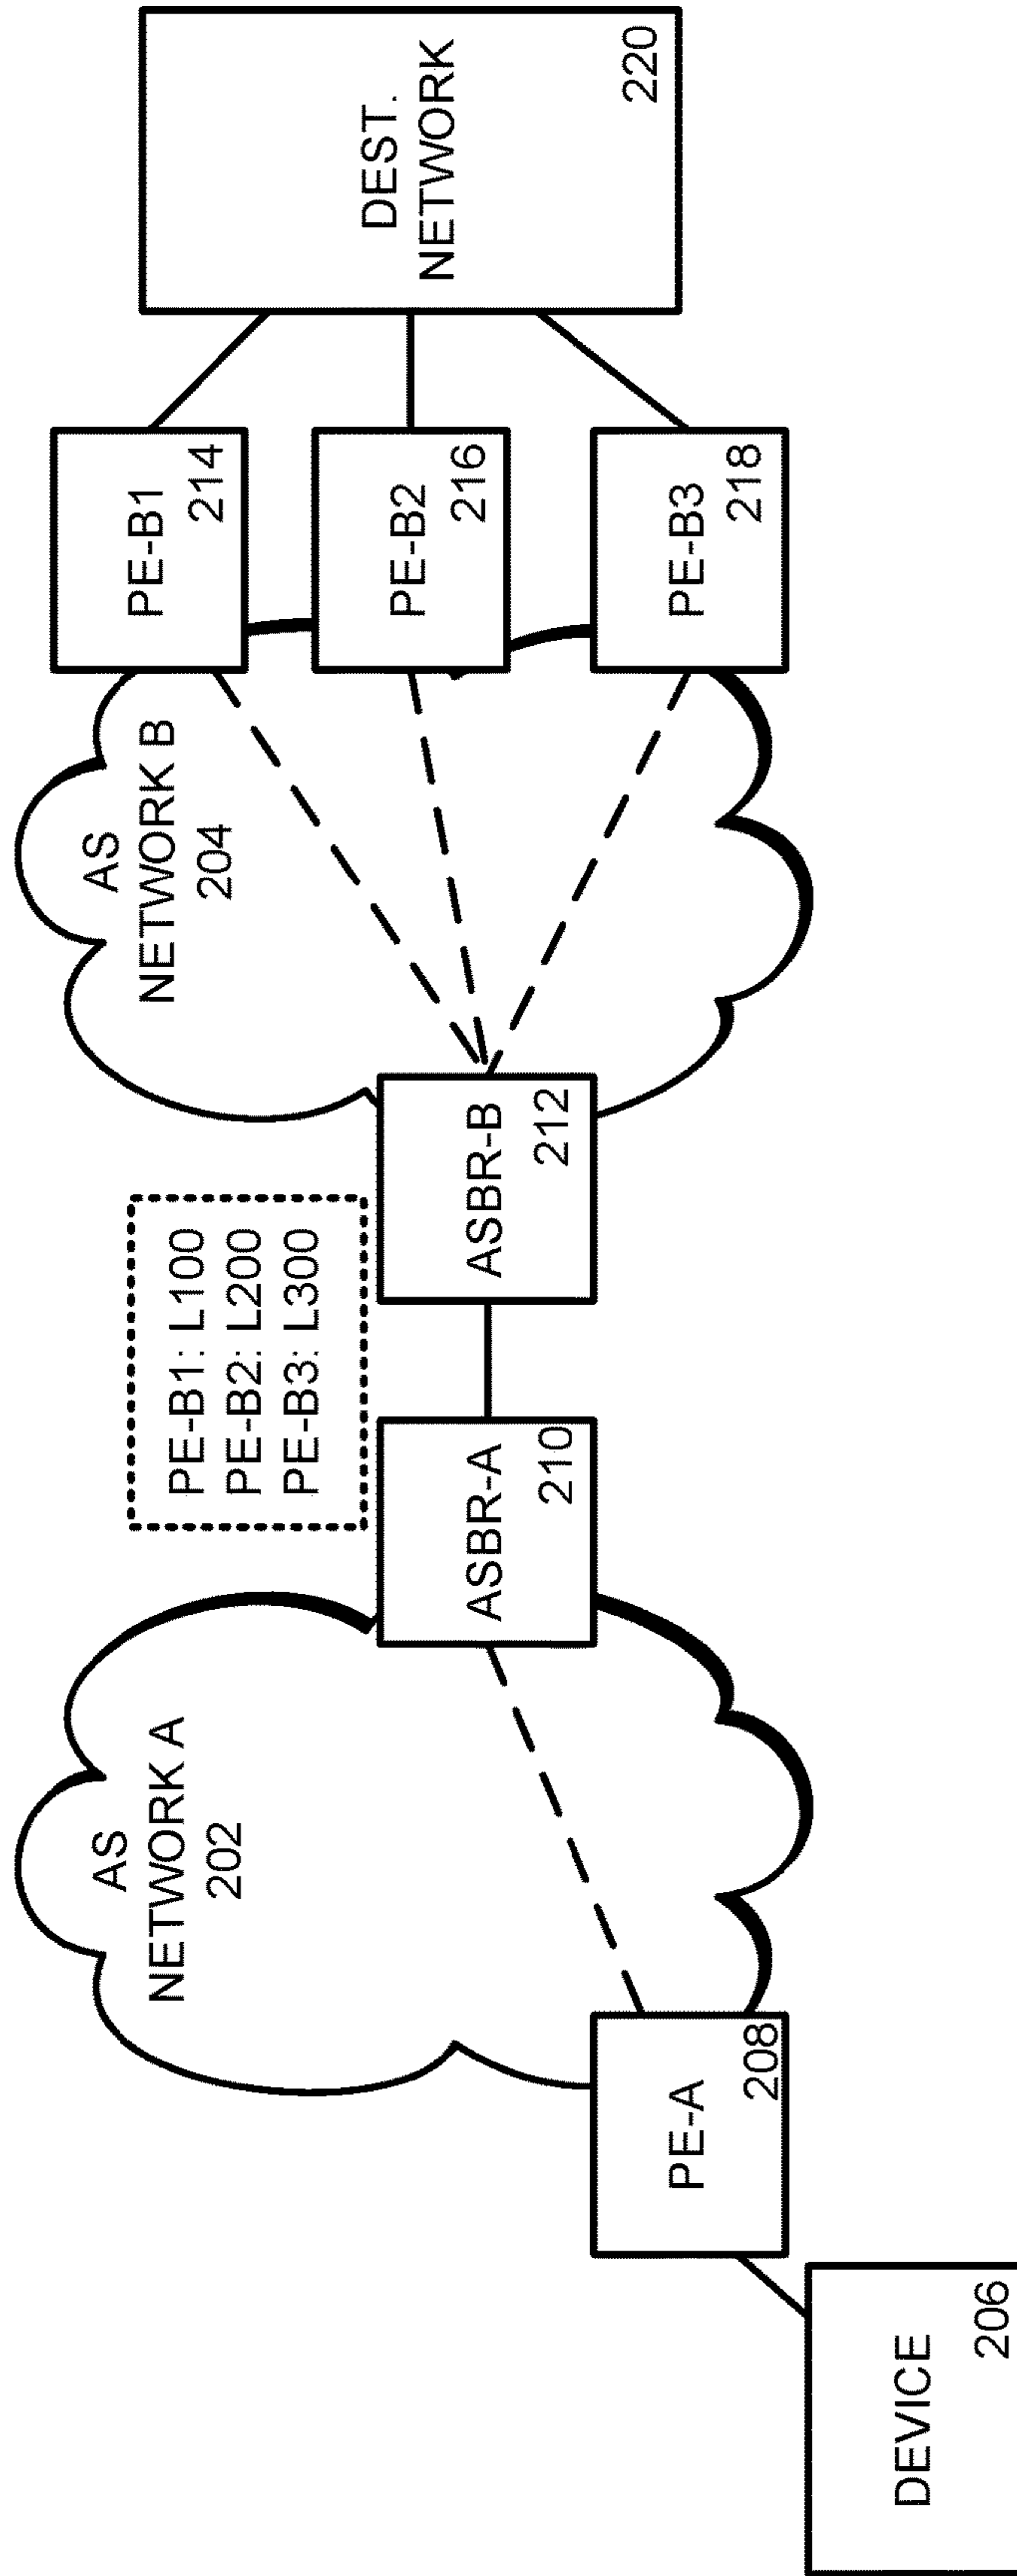 AS
NETWORK A
202
AS
NETWORK B
204
DEVICE
206
PE-A
208
ASBR-A
210
PE-B1: L100
PE-B2: L200
PE-B3: L300
ASBR-B
212
PE-B1
214
PE-B2
216
PE-B3
218
DEST.
NETWORK
220